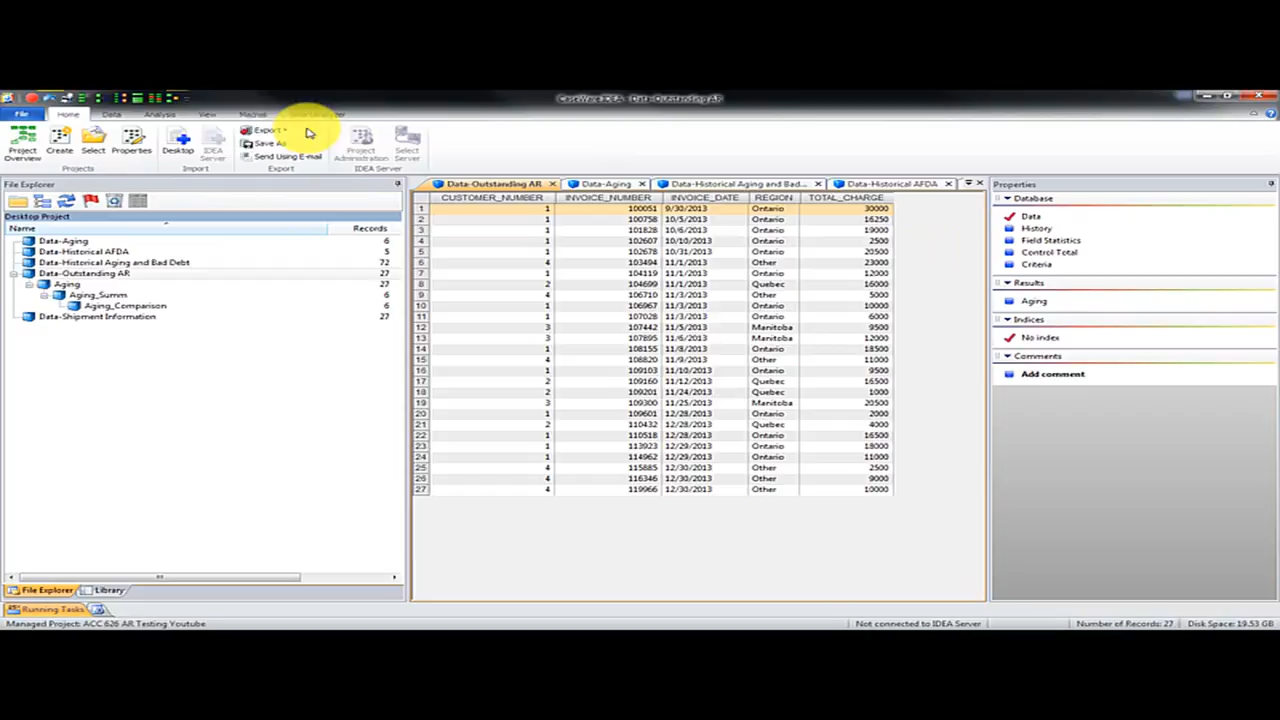 CaseWare IDEA - Data-Outstanding AR
File Home Data Analysis View Macros
Project Overview Create Select Properties Desktop IDEA Server Export Save As Send Using E-mail Project Administration Select Server
Projects Import Export IDEA Server
File Explorer
Desktop Project
Name Records
Data-Aging 6
Data-Historical AFDA 5
Data-Historical Aging and Bad Debt 72
Data-Outstanding AR 27
Aging 27
Aging_Summ 6
Aging_Comparison 6
Data-Shipment Information 27
File Explorer Library
Running Tasks
Data-Outstanding AR Data-Aging Data-Historical Aging and Bad... Data-Historical AFDA
CUSTOMER_NUMBER INVOICE_NUMBER INVOICE_DATE REGION TOTAL_CHARGE
1 1 100051 9/30/2013 Ontario 30000
2 1 100758 10/5/2013 Ontario 16250
3 1 101828 10/6/2013 Ontario 19000
4 1 102607 10/10/2013 Ontario 2500
5 1 102678 10/31/2013 Ontario 20500
6 4 103494 11/1/2013 Other 23000
7 1 104119 11/1/2013 Ontario 12000
8 2 104699 11/1/2013 Quebec 16000
9 4 106710 11/3/2013 Other 5000
10 1 106967 11/3/2013 Ontario 10000
11 1 107028 11/3/2013 Ontario 6000
12 3 107442 11/5/2013 Manitoba 9500
13 3 107895 11/6/2013 Manitoba 12000
14 1 108155 11/8/2013 Ontario 18500
15 4 108820 11/9/2013 Other 11000
16 1 109103 11/10/2013 Ontario 9500
17 2 109160 11/12/2013 Quebec 16500
18 2 109201 11/24/2013 Quebec 1000
19 3 109300 11/25/2013 Manitoba 20500
20 1 109601 12/28/2013 Ontario 2000
21 2 110432 12/28/2013 Quebec 4000
22 1 110518 12/28/2013 Ontario 16500
23 1 113923 12/29/2013 Ontario 18000
24 1 114962 12/29/2013 Ontario 11000
25 4 115885 12/30/2013 Other 2500
26 4 116346 12/30/2013 Other 9000
27 4 119966 12/30/2013 Other 10000
Properties
Database
Data
History
Field Statistics
Control Total
Criteria
Results
Aging
Indices
No index
Comments
Add comment
Managed Project: ACC 626 AR Testing Youtube Not connected to IDEA Server Number of Records: 27 Disk Space: 19.53 GB